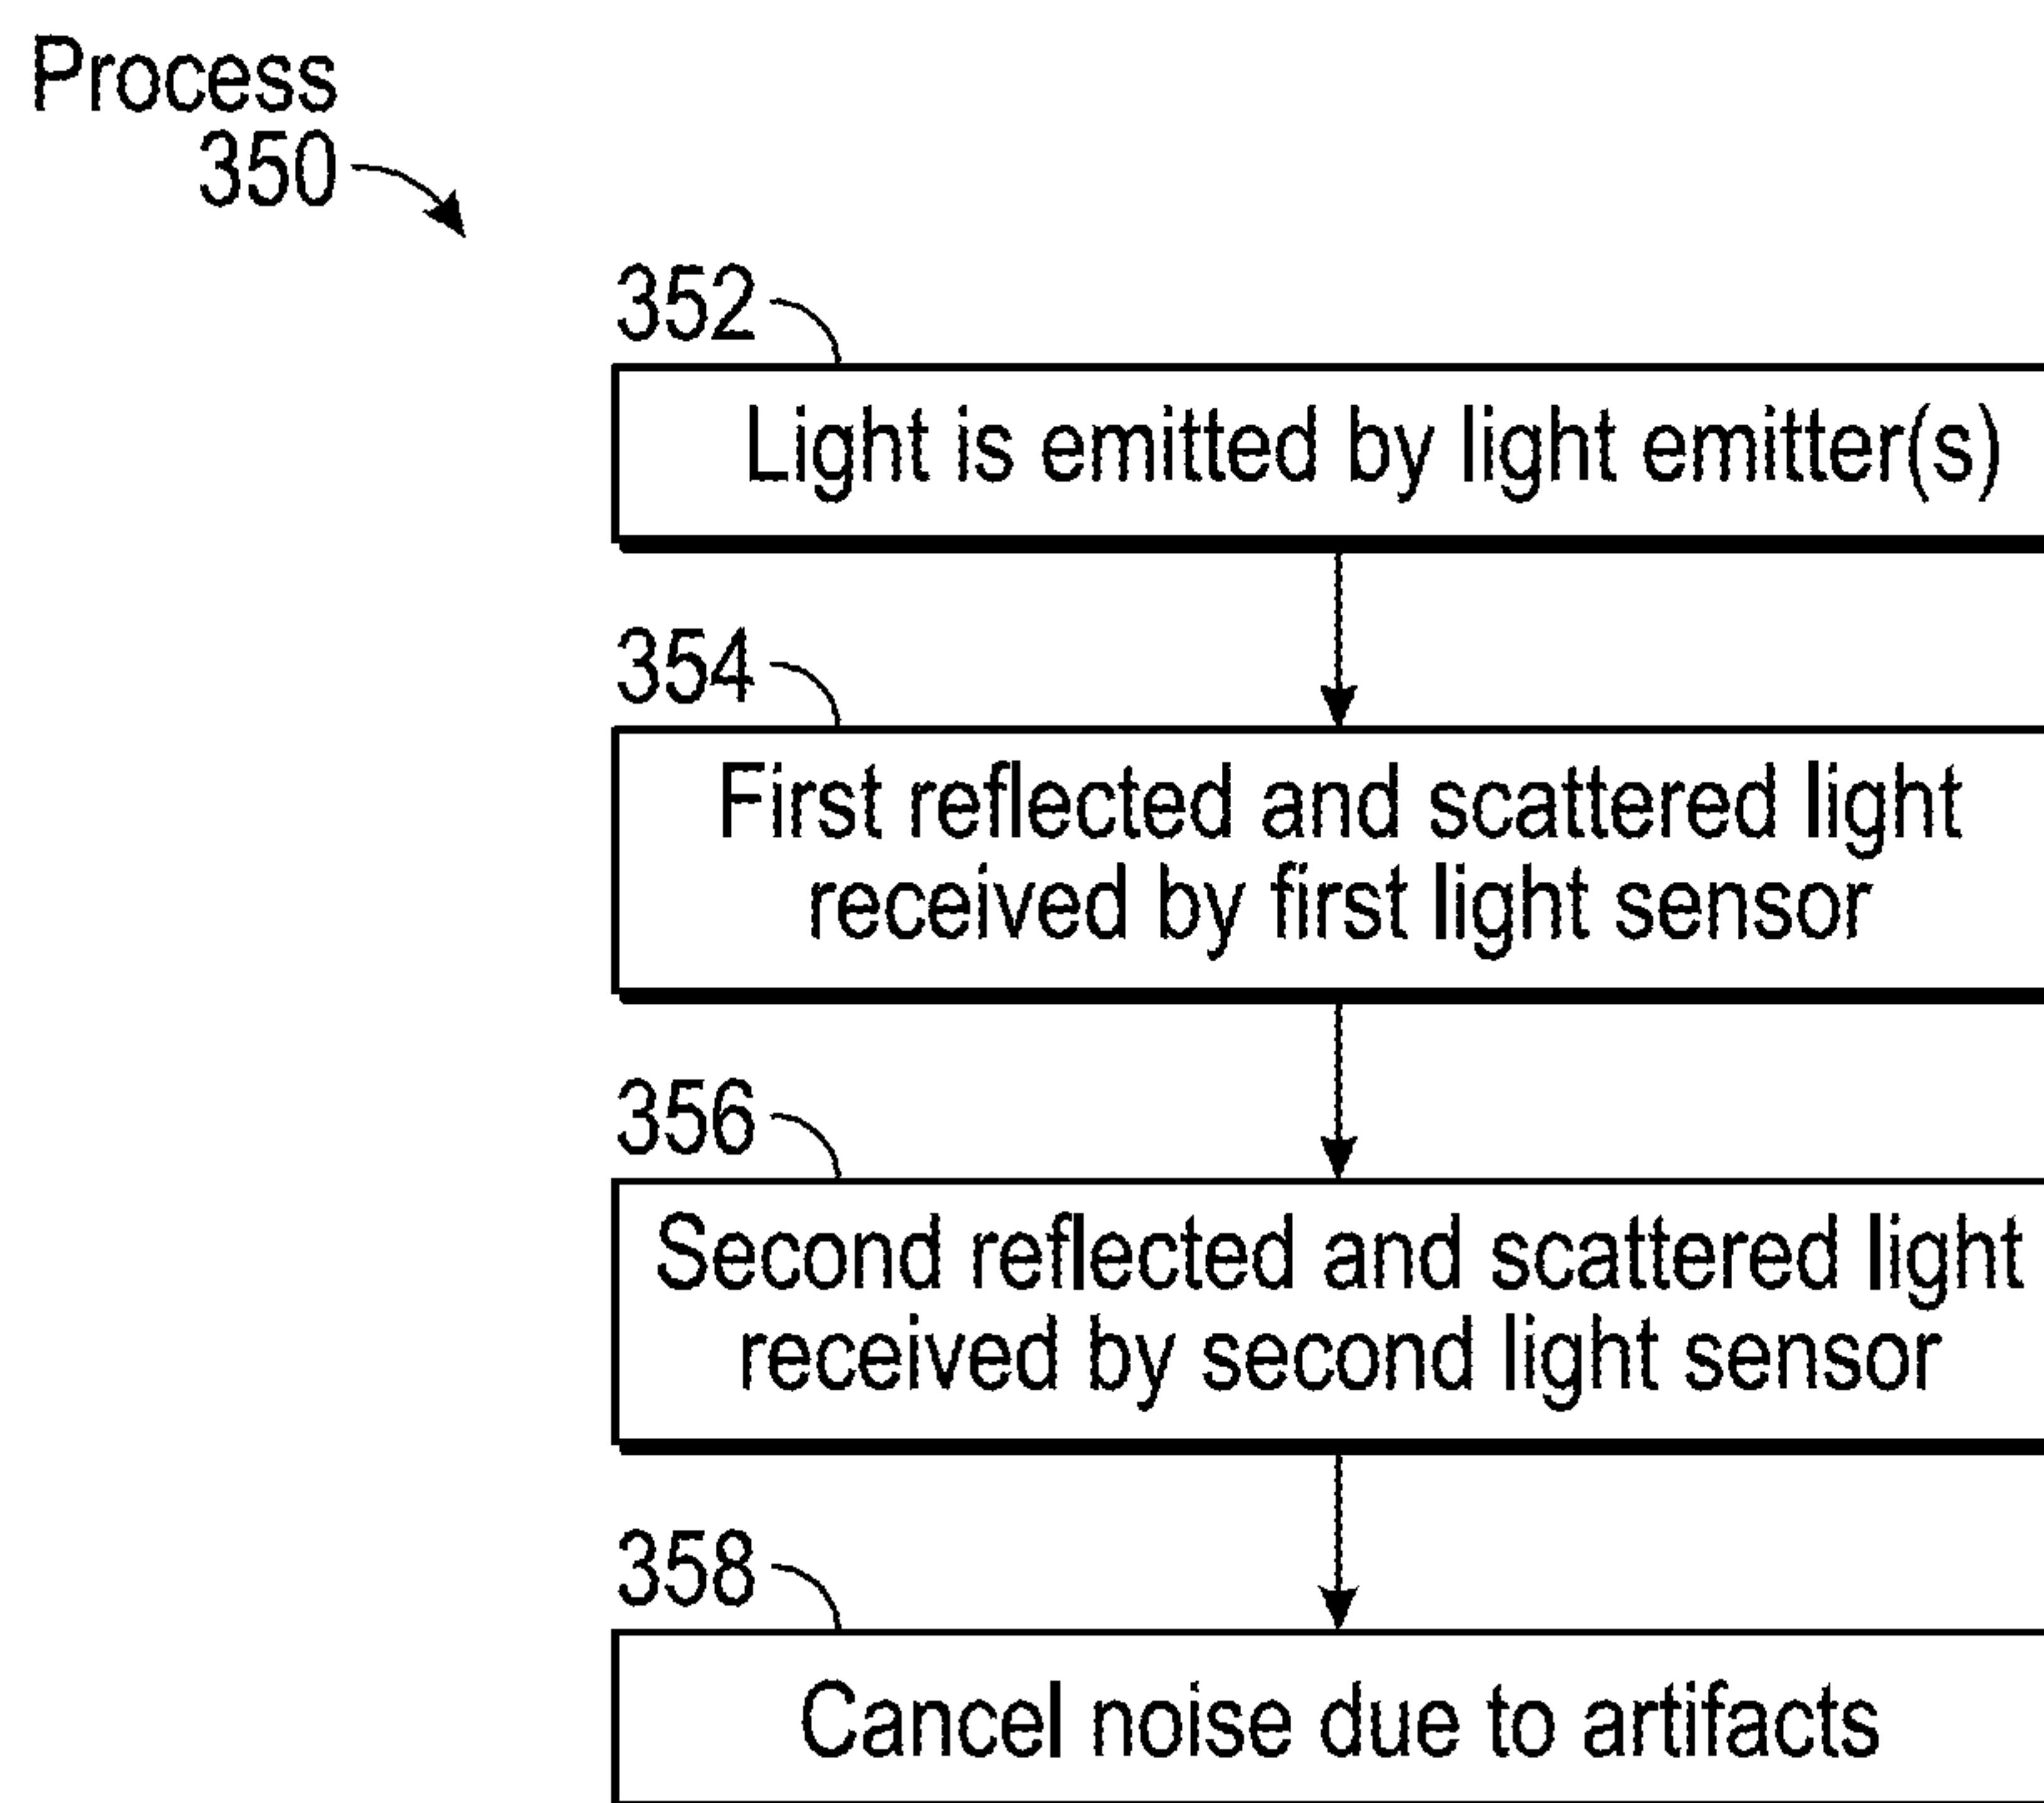 Process
350
352
Light is emitted by light emitter(s)
354
First reflected and scattered light
received by first light sensor
356
Second reflected and scattered light
received by second light sensor
358
Cancel noise due to artifacts